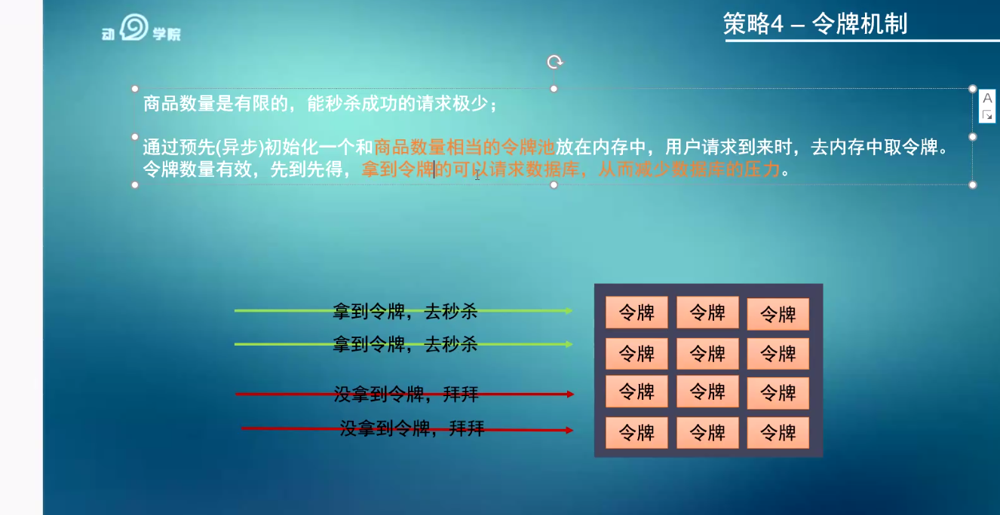 动 学院
策略4 – 令牌机制
商品数量是有限的，能秒杀成功的请求极少；
通过预先(异步)初始化一个和商品数量相当的令牌池放在内存中，用户请求到来时，去内存中取令牌。
令牌数量有效，先到先得，拿到令牌的可以请求数据库，从而减少数据库的压力。
A
拿到令牌，去秒杀
拿到令牌，去秒杀
没拿到令牌，拜拜
没拿到令牌，拜拜
令牌 令牌 令牌
令牌 令牌 令牌
令牌 令牌 令牌
令牌 令牌 令牌